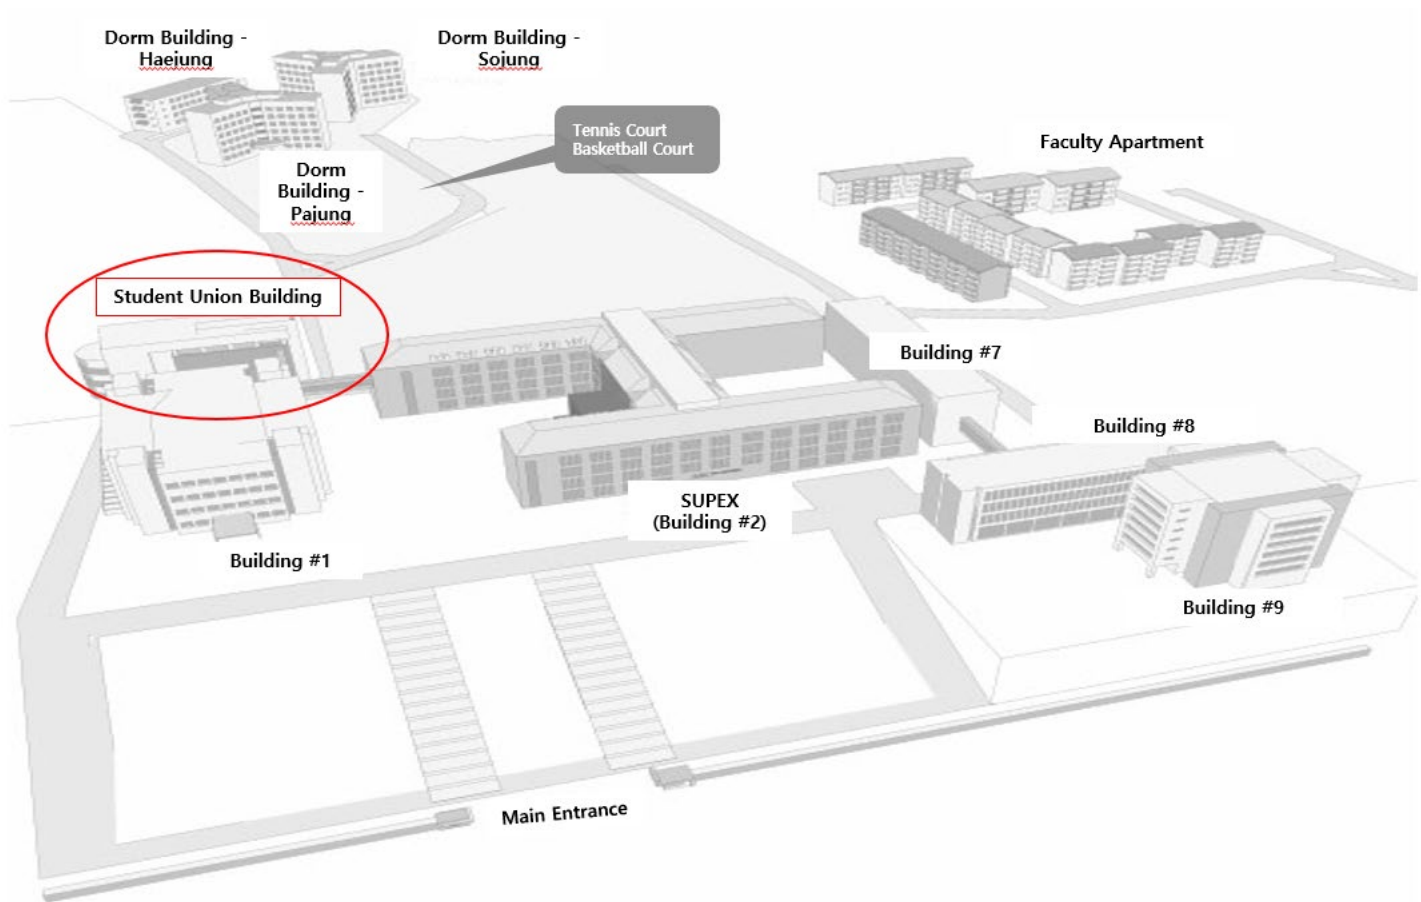 Dorm Building -
Haejung
Dorm Building -
Sojung
Tennis Court
Basketball Court
Faculty Apartment
Dorm
Building -
Pajung
Student Union Building
Building #7
Building #8
SUPEX
(Building #2)
Building #1
Building #9
Main Entrance